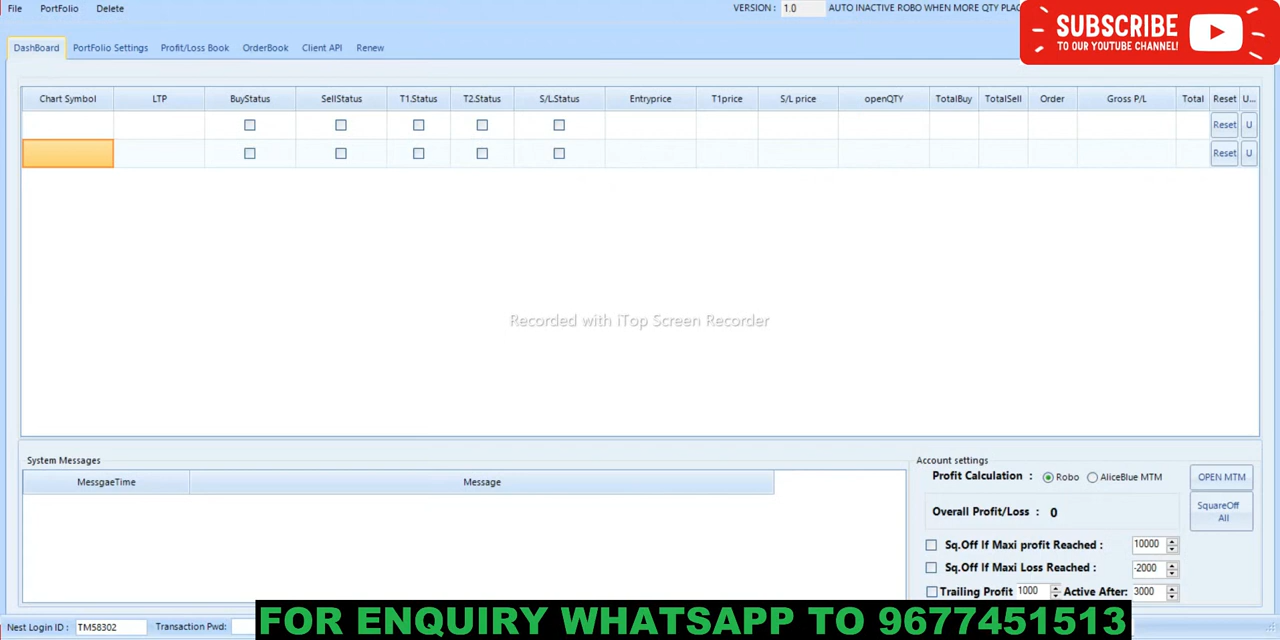 File PortFolio Delete VERSION : 1.0 AUTO INACTIVE ROBO WHEN MORE QTY PLAC
SUBSCRIBE
TO OUR YOUTUBE CHANNEL!
DashBoard PortFolio Settings Profit/Loss Book OrderBook Client API Renew
Chart Symbol LTP BuyStatus SellStatus T1.Status T2.Status S/L.Status Entryprice T1price S/L price openQTY TotalBuy TotalSell Order Gross P/L Total Reset U...
Reset U
Reset U
Recorded with iTop Screen Recorder
System Messages
MessgaeTime Message
Account settings
Profit Calculation : Robo AliceBlue MTM OPEN MTM
Overall Profit/Loss : 0 SquareOff
All
Sq.Off If Maxi profit Reached : 10000
Sq.Off If Maxi Loss Reached : -2000
Trailing Profit 1000 Active After: 3000
Nest Login ID : TM58302 Transaction Pwd:
FOR ENQUIRY WHATSAPP TO 9677451513